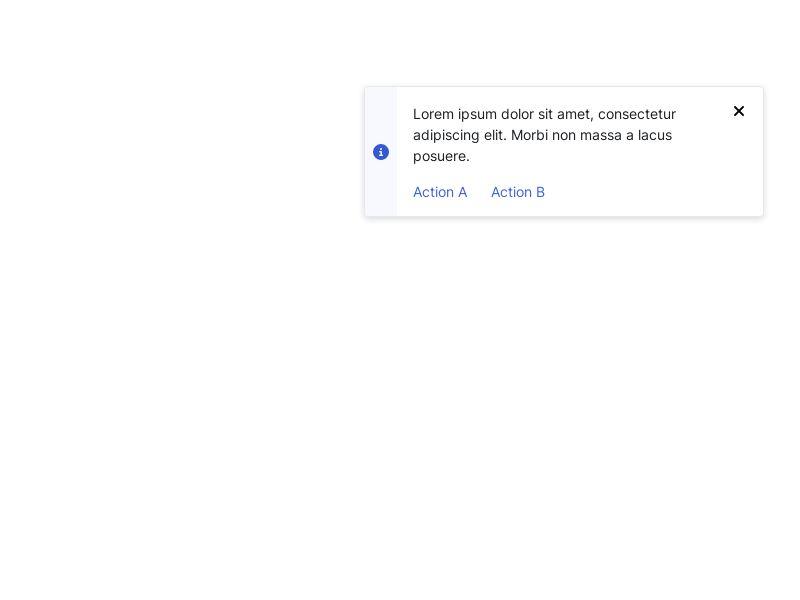 Lorem ipsum dolor sit amet, consectetur
adipiscing elit. Morbi non massa a lacus
posuere.
Action A Action B